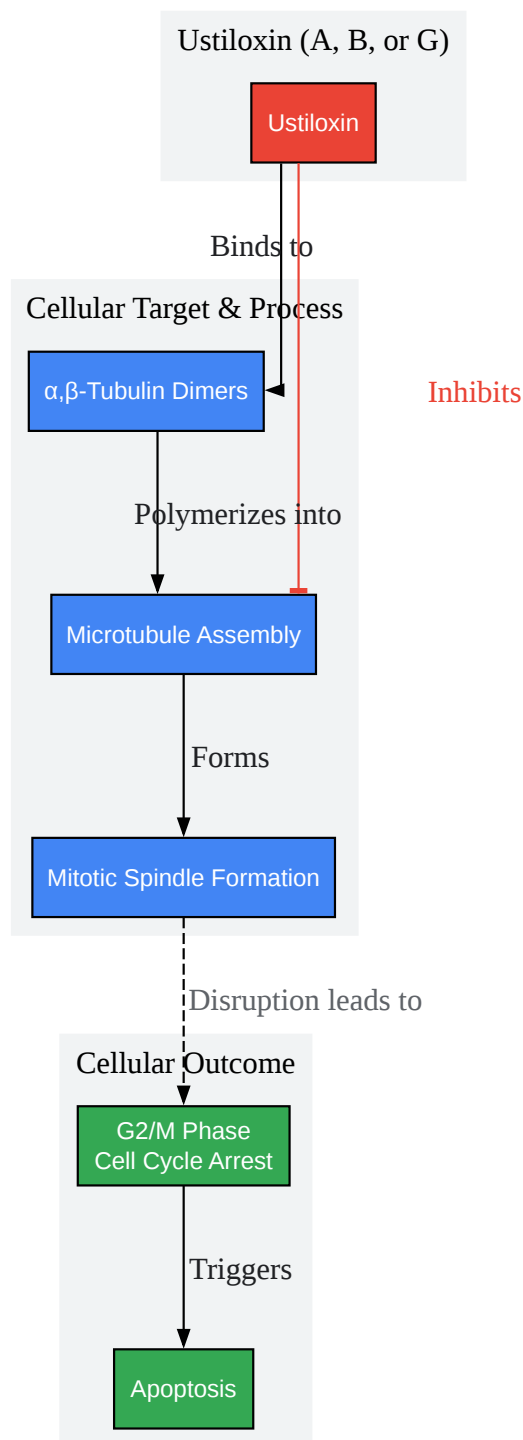 Ustiloxin (A, B, or G)
Ustiloxin
Binds to
Cellular Target & Process
α,β-Tubulin Dimers
Inhibits
Polymerizes into
Microtubule Assembly
Forms
Mitotic Spindle Formation
Disruption leads to
Cellular Outcome
G2/M Phase
Cell Cycle Arrest
Triggers
Apoptosis